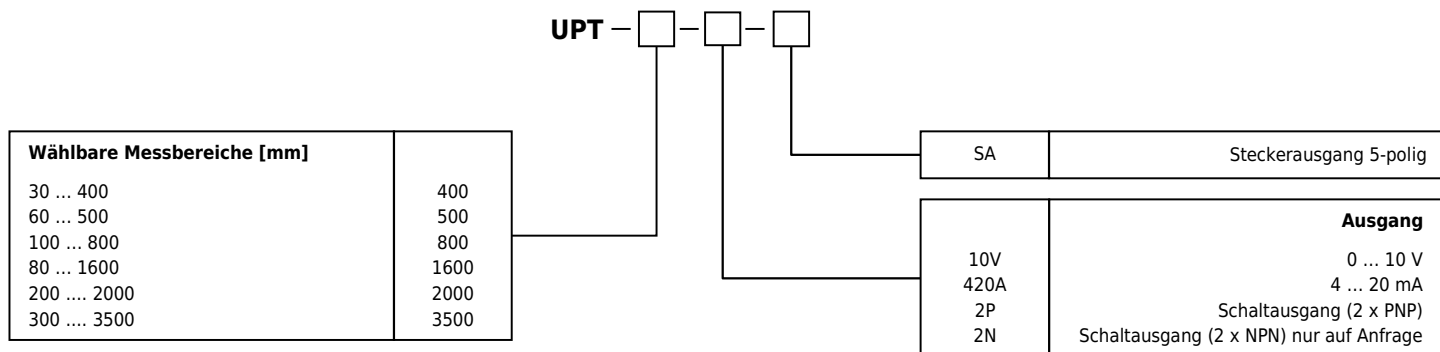 UPT – –  –
Wählbare Messbereiche [mm]
30 ... 400 400
60 ... 500 500
100 ... 800 800
80 ... 1600 1600
200 .... 2000 2000
300 .... 3500 3500
SA Steckerausgang 5-polig
Ausgang
10V 0 ... 10 V
420A 4 ... 20 mA
2P Schaltausgang (2 x PNP)
2N Schaltausgang (2 x NPN) nur auf Anfrage